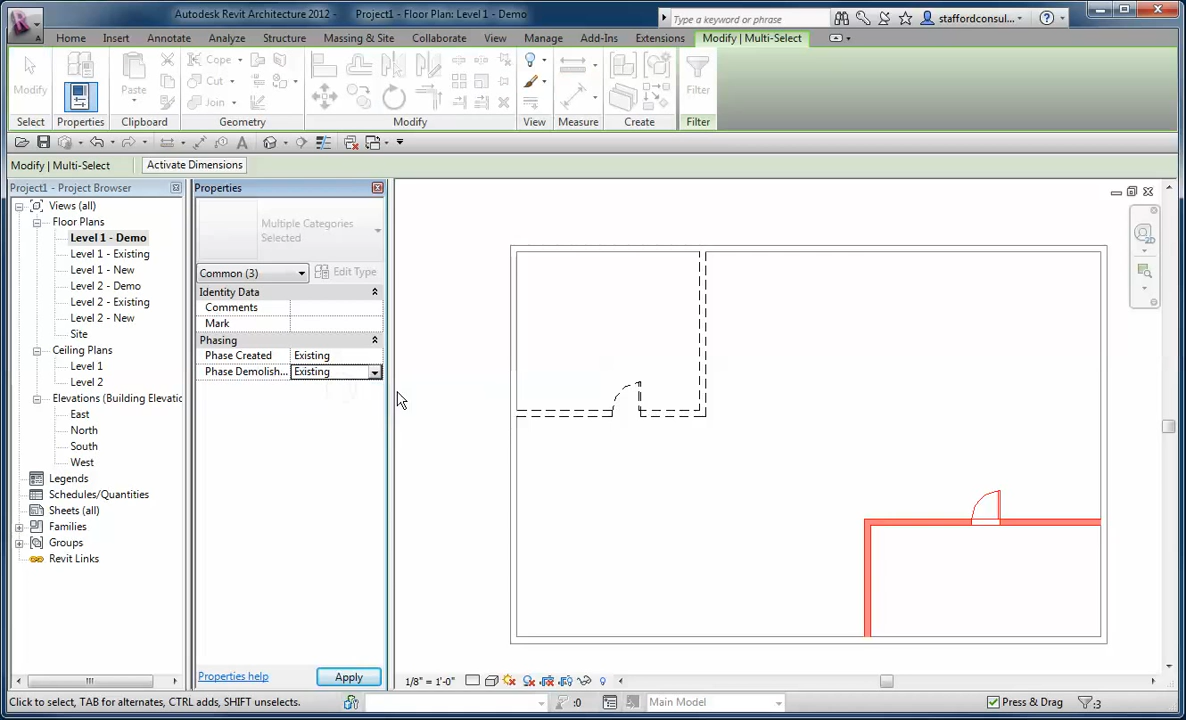 Autodesk Revit Architecture 2012 - Project1 - Floor Plan: Level 1 - Demo
Type a keyword or phrase
staffordconsul...
Home Insert Annotate Analyze Structure Massing & Site Collaborate View Manage Add-Ins Extensions Modify | Multi-Select
Modify
Paste
Cope
Cut
Join
Filter
Select Properties Clipboard Geometry Modify View Measure Create Filter
Modify | Multi-Select Activate Dimensions
Project1 - Project Browser
Views (all)
Floor Plans
Level 1 - Demo
Level 1 - Existing
Level 1 - New
Level 2 - Demo
Level 2 - Existing
Level 2 - New
Site
Ceiling Plans
Level 1
Level 2
Elevations (Building Elevatio
East
North
South
West
Legends
Schedules/Quantities
Sheets (all)
Families
Groups
Revit Links
Properties
Multiple Categories
Selected
Common (3) Edit Type
Identity Data
Comments
Mark
Phasing
Phase Created Existing
Phase Demolish... Existing
Properties help Apply
2D
1/8" = 1'-0"
Click to select, TAB for alternates, CTRL adds, SHIFT unselects. :0 Main Model Press & Drag :3